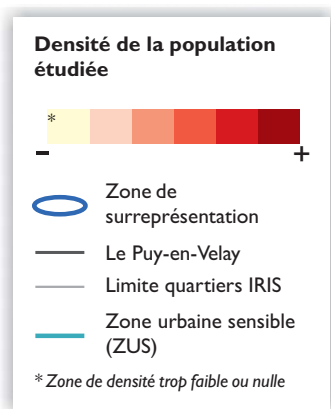 Densité de la population
étudiée
*
- +
Zone de
surreprésentation
Le Puy-en-Velay
Limite quartiers IRIS
Zone urbaine sensible
(ZUS)
* Zone de densité trop faible ou nulle